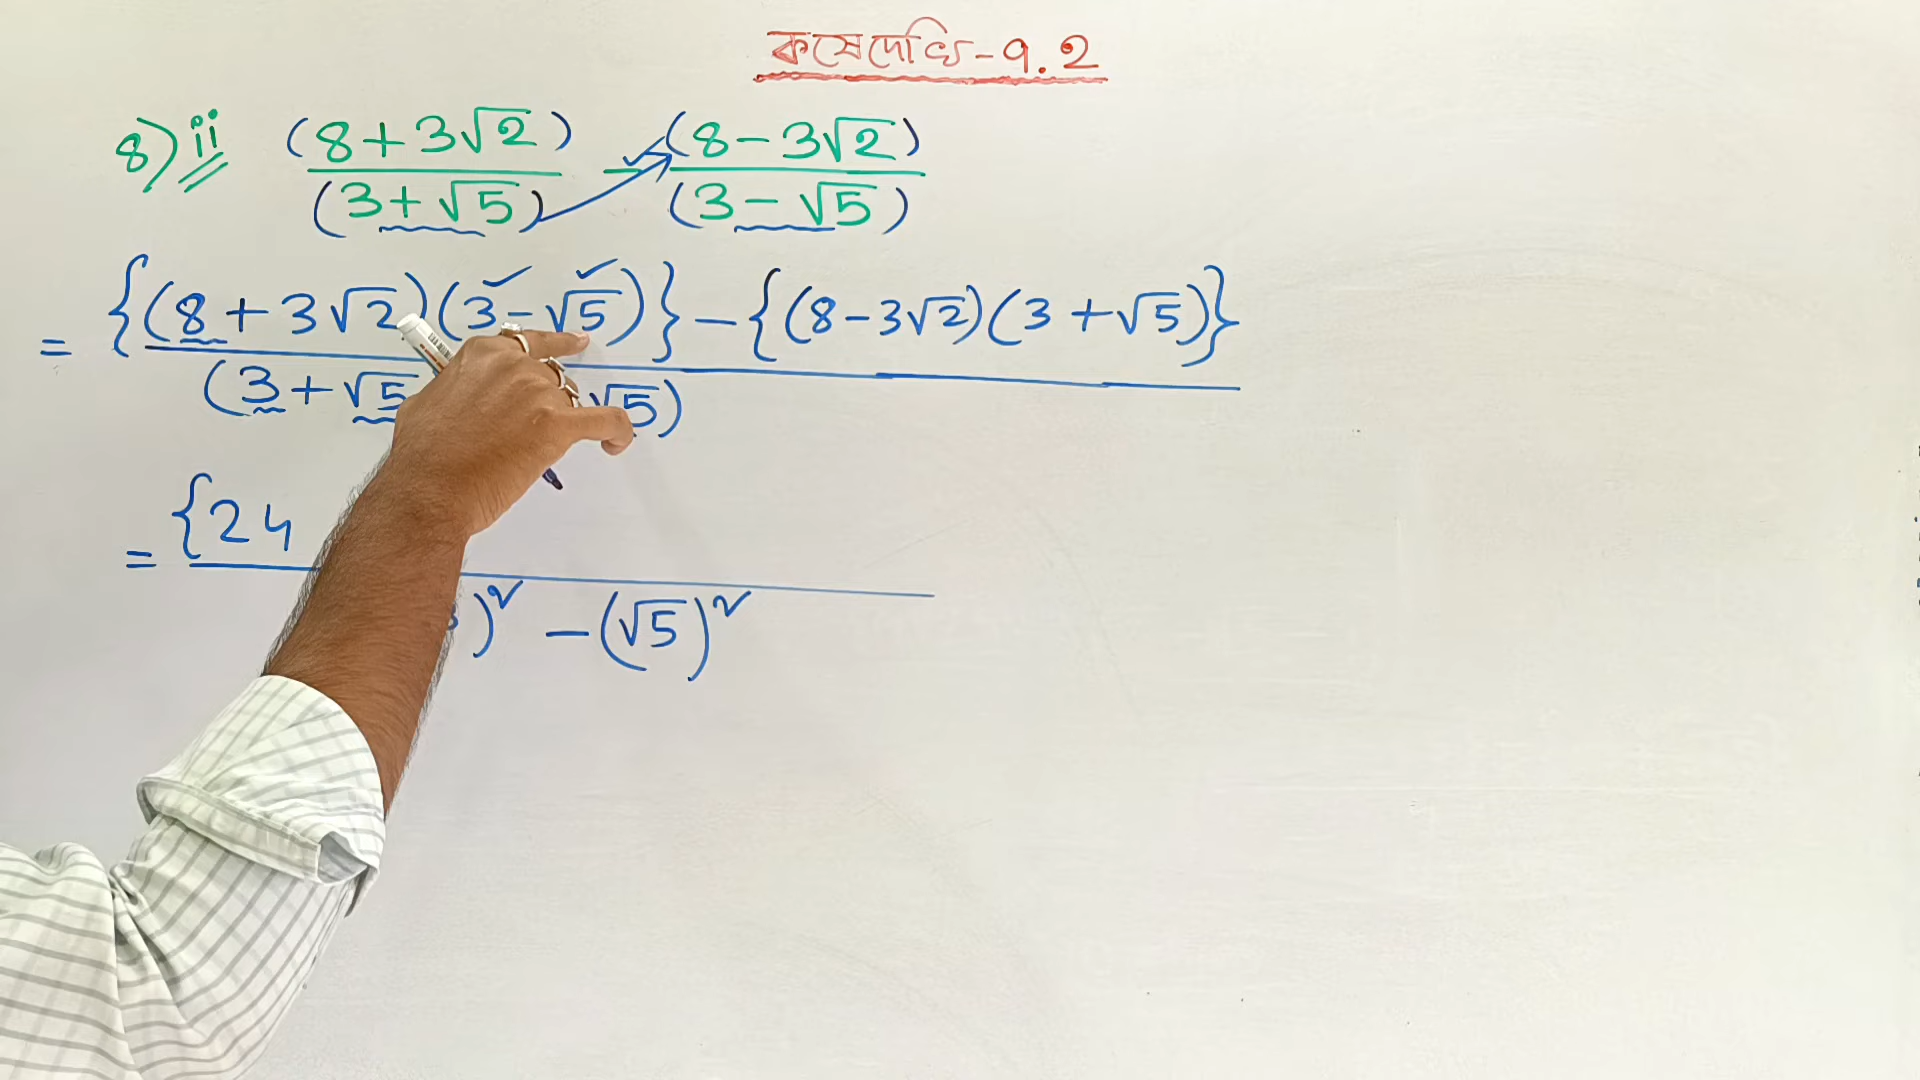 কষে দেখি - 9.2
8) ii (8+3√2)/(3+√5) - (8-3√2)/(3-√5)
= {(8+3√2)(3-√5)} - {(8-3√2)(3+√5)}
(3+√5 √5)
= {24
)² - (√5)²